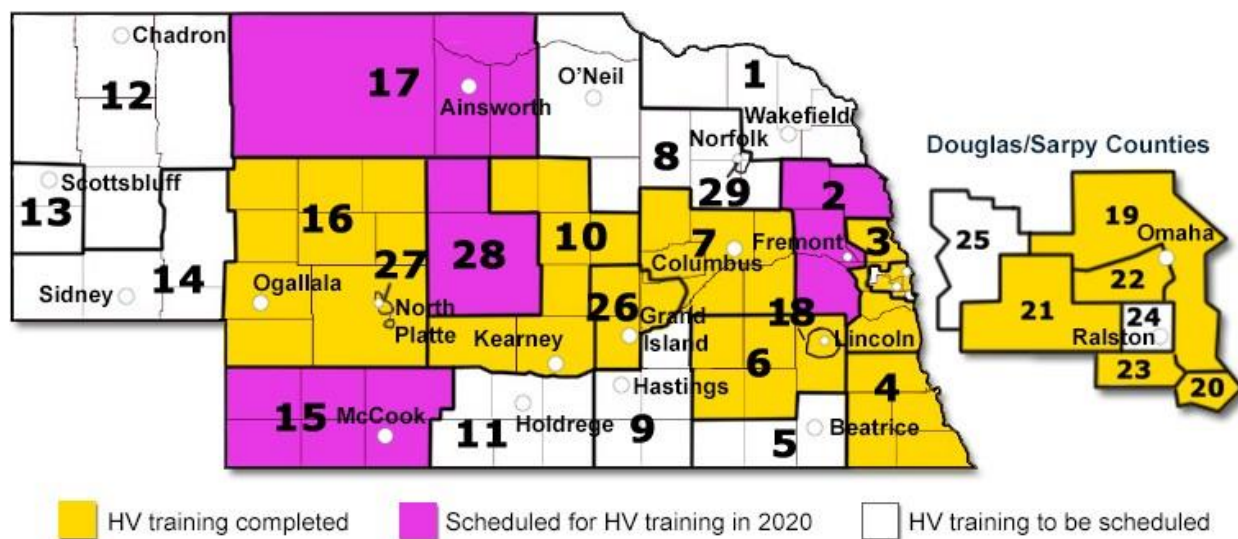 Chadron
12
17
Ainsworth
O'Neil
1
Wakefield
Norfolk
8
29
2
Scottsbluff
13
14
Sidney
16
27
Ogallala
North
Platte
28
10
7
Columbus
Fremont
3
26
Grand
Island
Kearney
18
Lincoln
6
4
15
McCook
11
Holdrege
Hastings
9
5
Beatrice
Douglas/Sarpy Counties
25
19
Omaha
22
21
24
Ralston
23
20
HV training completed
Scheduled for HV training in 2020
HV training to be scheduled